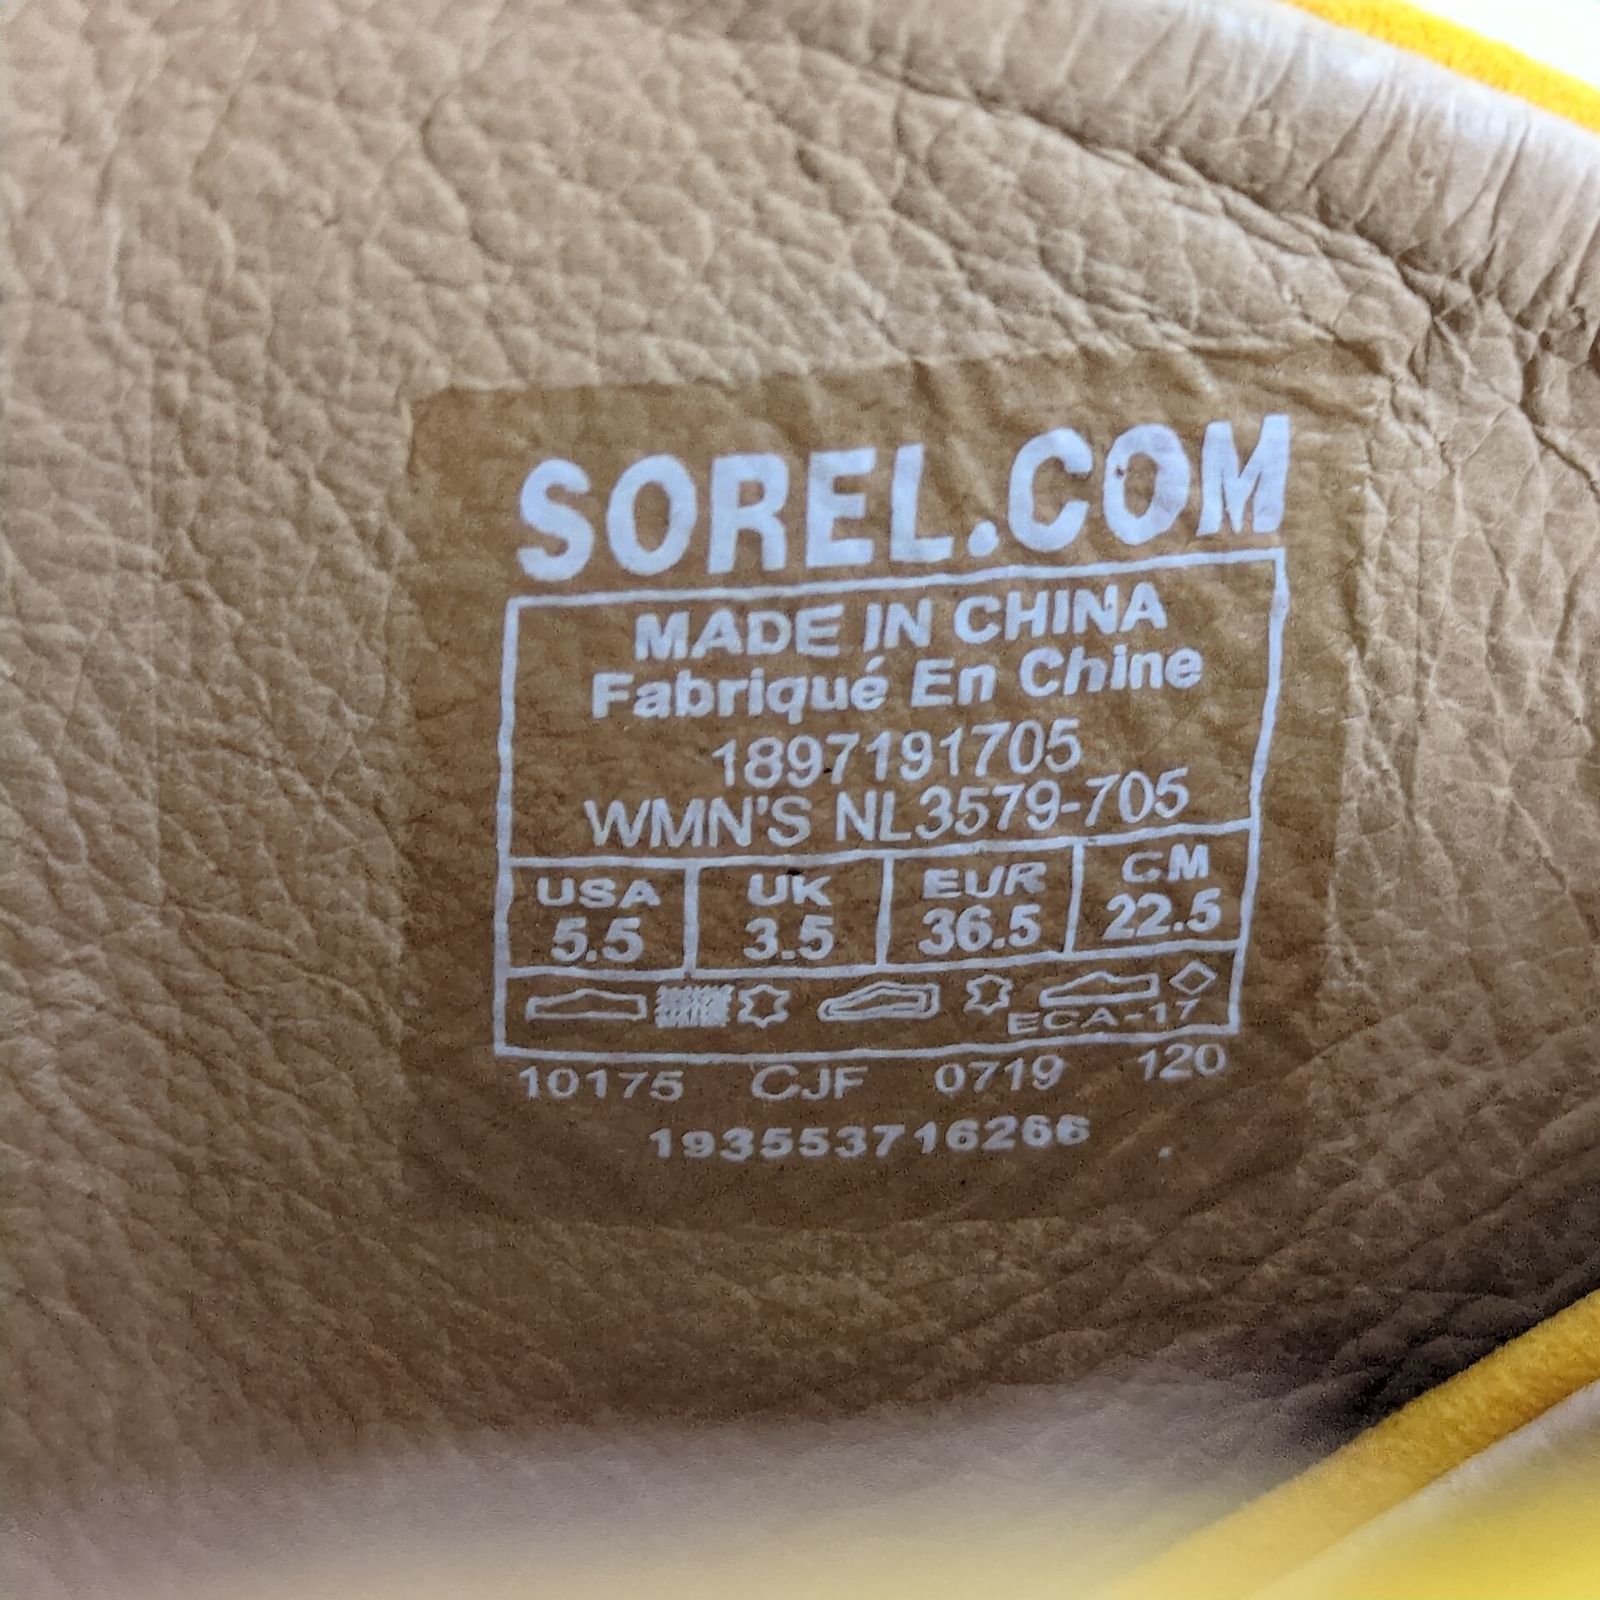 SOREL.COM
MADE IN CHINA
Fabriqué En Chine
1897191705
WMN'S NL3579-705
USA UK EUR CM
5.5 3.5 36.5 22.5
ECA-17
10175 CJF 0719 120
193553716266